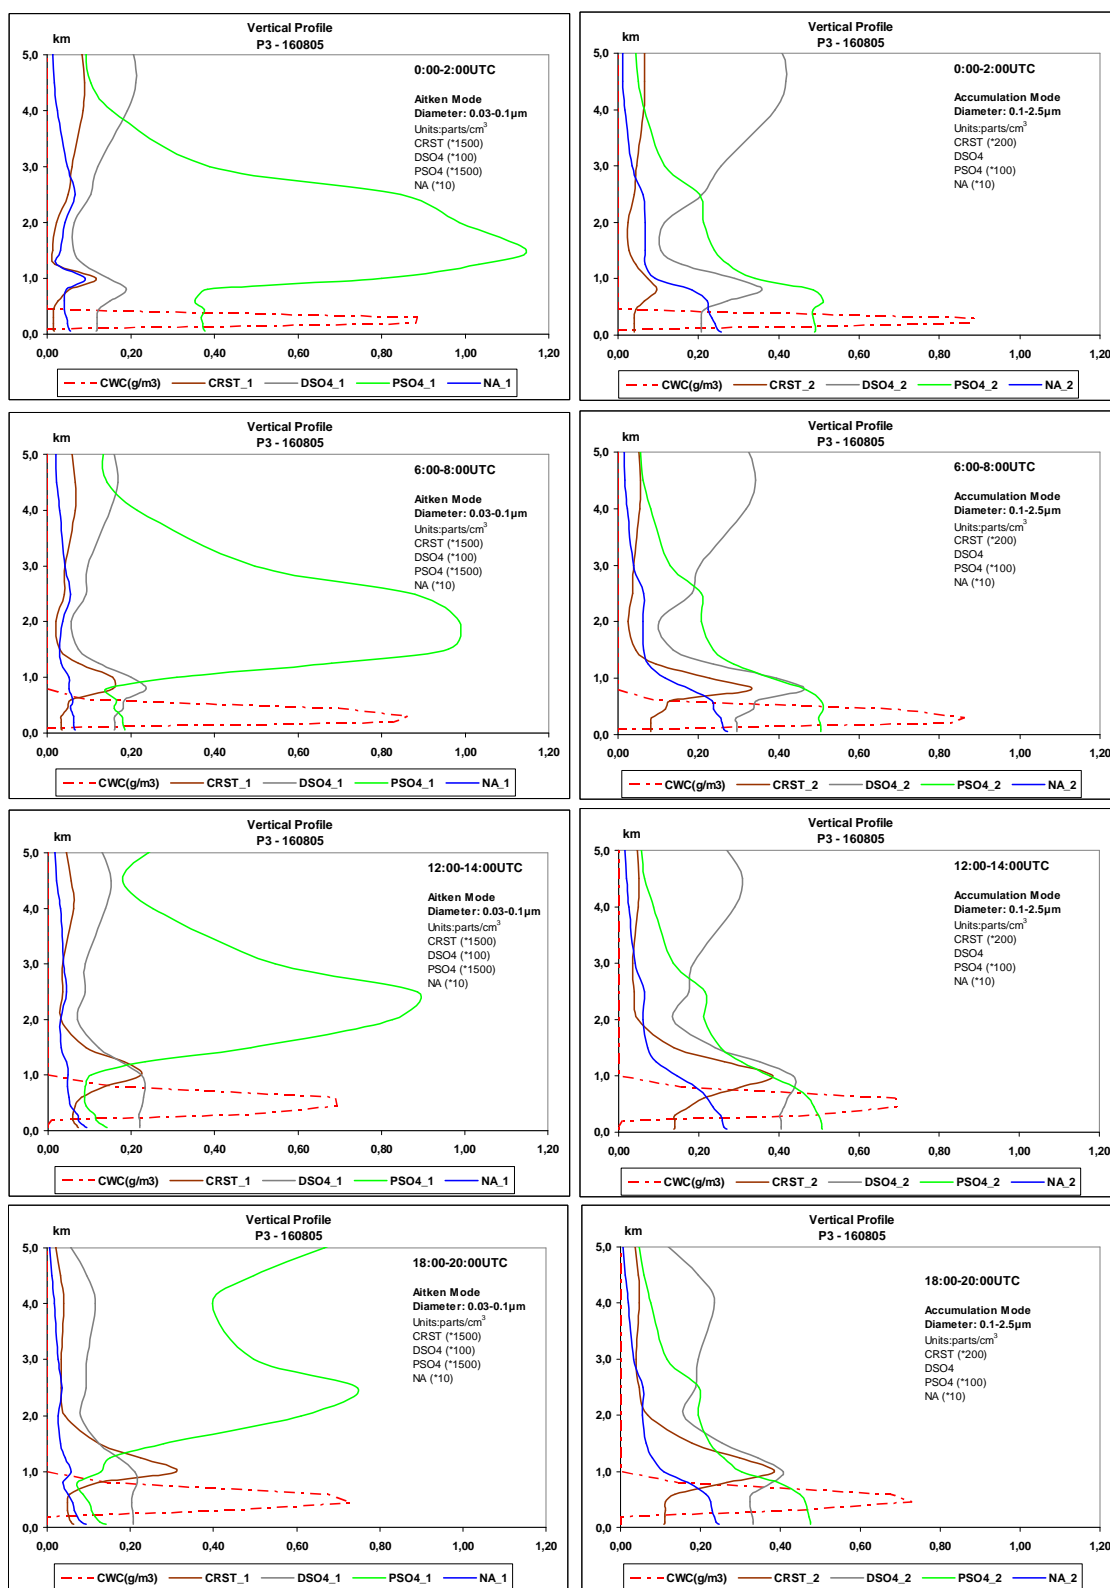 Vertical Profile
P3 - 160805
km
5,0
4,0
3,0
2,0
1,0
0,0
0,00 0,20 0,40 0,60 0,80 1,00 1,20
0:00-2:00UTC
Aitken Mode
Diameter: 0.03-0.1µm
Units:parts/cm³
CRST (*1500)
DSO4 (*100)
PSO4 (*1500)
NA (*10)
CWC(g/m3) CRST_1 DSO4_1 PSO4_1 NA_1
Vertical Profile
P3 - 160805
km
5,0
4,0
3,0
2,0
1,0
0,0
0,00 0,20 0,40 0,60 0,80 1,00 1,20
0:00-2:00UTC
Accumulation Mode
Diameter: 0.1-2.5µm
Units:parts/cm³
CRST (*200)
DSO4
PSO4 (*100)
NA (*10)
CWC(g/m3) CRST_2 DSO4_2 PSO4_2 NA_2
Vertical Profile
P3 - 160805
km
5,0
4,0
3,0
2,0
1,0
0,0
0,00 0,20 0,40 0,60 0,80 1,00 1,20
6:00-8:00UTC
Aitken Mode
Diameter: 0.03-0.1µm
Units:parts/cm³
CRST (*1500)
DSO4 (*100)
PSO4 (*1500)
NA (*10)
CWC(g/m3) CRST_1 DSO4_1 PSO4_1 NA_1
Vertical Profile
P3 - 160805
km
5,0
4,0
3,0
2,0
1,0
0,0
0,00 0,20 0,40 0,60 0,80 1,00 1,20
6:00-8:00UTC
Accumulation Mode
Diameter: 0.1-2.5µm
Units:parts/cm³
CRST (*200)
DSO4
PSO4 (*100)
NA (*10)
CWC(g/m3) CRST_2 DSO4_2 PSO4_2 NA_2
Vertical Profile
P3 - 160805
km
5,0
4,0
3,0
2,0
1,0
0,0
0,00 0,20 0,40 0,60 0,80 1,00 1,20
12:00-14:00UTC
Aitken Mode
Diameter: 0.03-0.1µm
Units:parts/cm³
CRST (*1500)
DSO4 (*100)
PSO4 (*1500)
NA (*10)
CWC(g/m3) CRST_1 DSO4_1 PSO4_1 NA_1
Vertical Profile
P3 - 160805
km
5,0
4,0
3,0
2,0
1,0
0,0
0,00 0,20 0,40 0,60 0,80 1,00 1,20
12:00-14:00UTC
Accumulation Mode
Diameter: 0.1-2.5µm
Units:parts/cm³
CRST (*200)
DSO4
PSO4 (*100)
NA (*10)
CWC(g/m3) CRST_2 DSO4_2 PSO4_2 NA_2
Vertical Profile
P3 - 160805
km
5,0
4,0
3,0
2,0
1,0
0,0
0,00 0,20 0,40 0,60 0,80 1,00 1,20
18:00-20:00UTC
Aitken Mode
Diameter: 0.03-0.1µm
Units:parts/cm³
CRST (*1500)
DSO4 (*100)
PSO4 (*1500)
NA (*10)
CWC(g/m3) CRST_1 DSO4_1 PSO4_1 NA_1
Vertical Profile
P3 - 160805
km
5,0
4,0
3,0
2,0
1,0
0,0
0,00 0,20 0,40 0,60 0,80 1,00 1,20
18:00-20:00UTC
Accumulation Mode
Diameter: 0.1-2.5µm
Units:parts/cm³
CRST (*200)
DSO4
PSO4 (*100)
NA (*10)
CWC(g/m3) CRST_2 DSO4_2 PSO4_2 NA_2